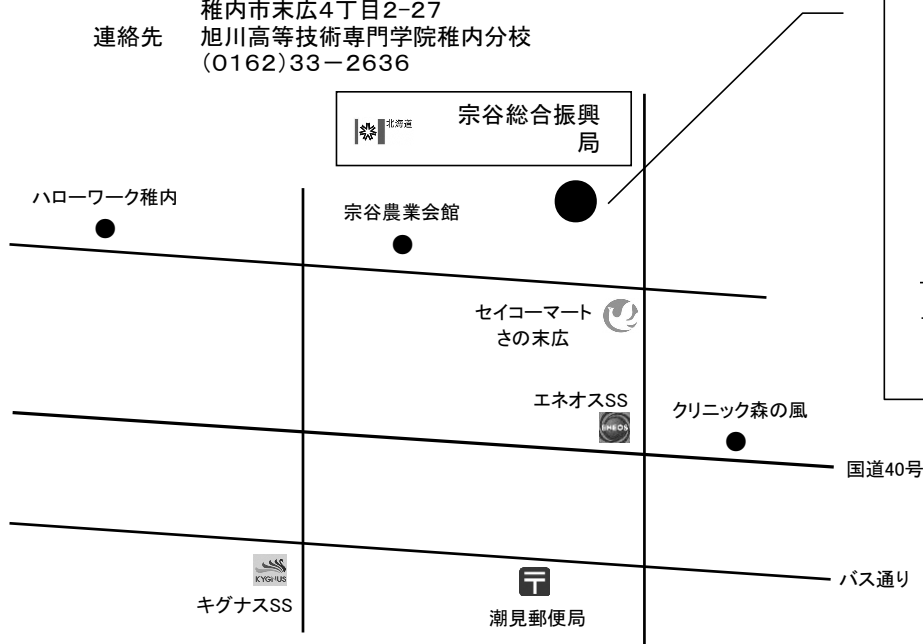 稚内市末広4丁目2-27
連絡先 旭川高等技術専門学院稚内分校
(0162)33-2636
北海道
宗谷総合振興
局
ハローワーク稚内
宗谷農業会館
セイコーマート
さの末広
エネオスSS
ENEOS
クリニック森の風
国道40号
バス通り
KYGNUS
キグナスSS
潮見郵便局